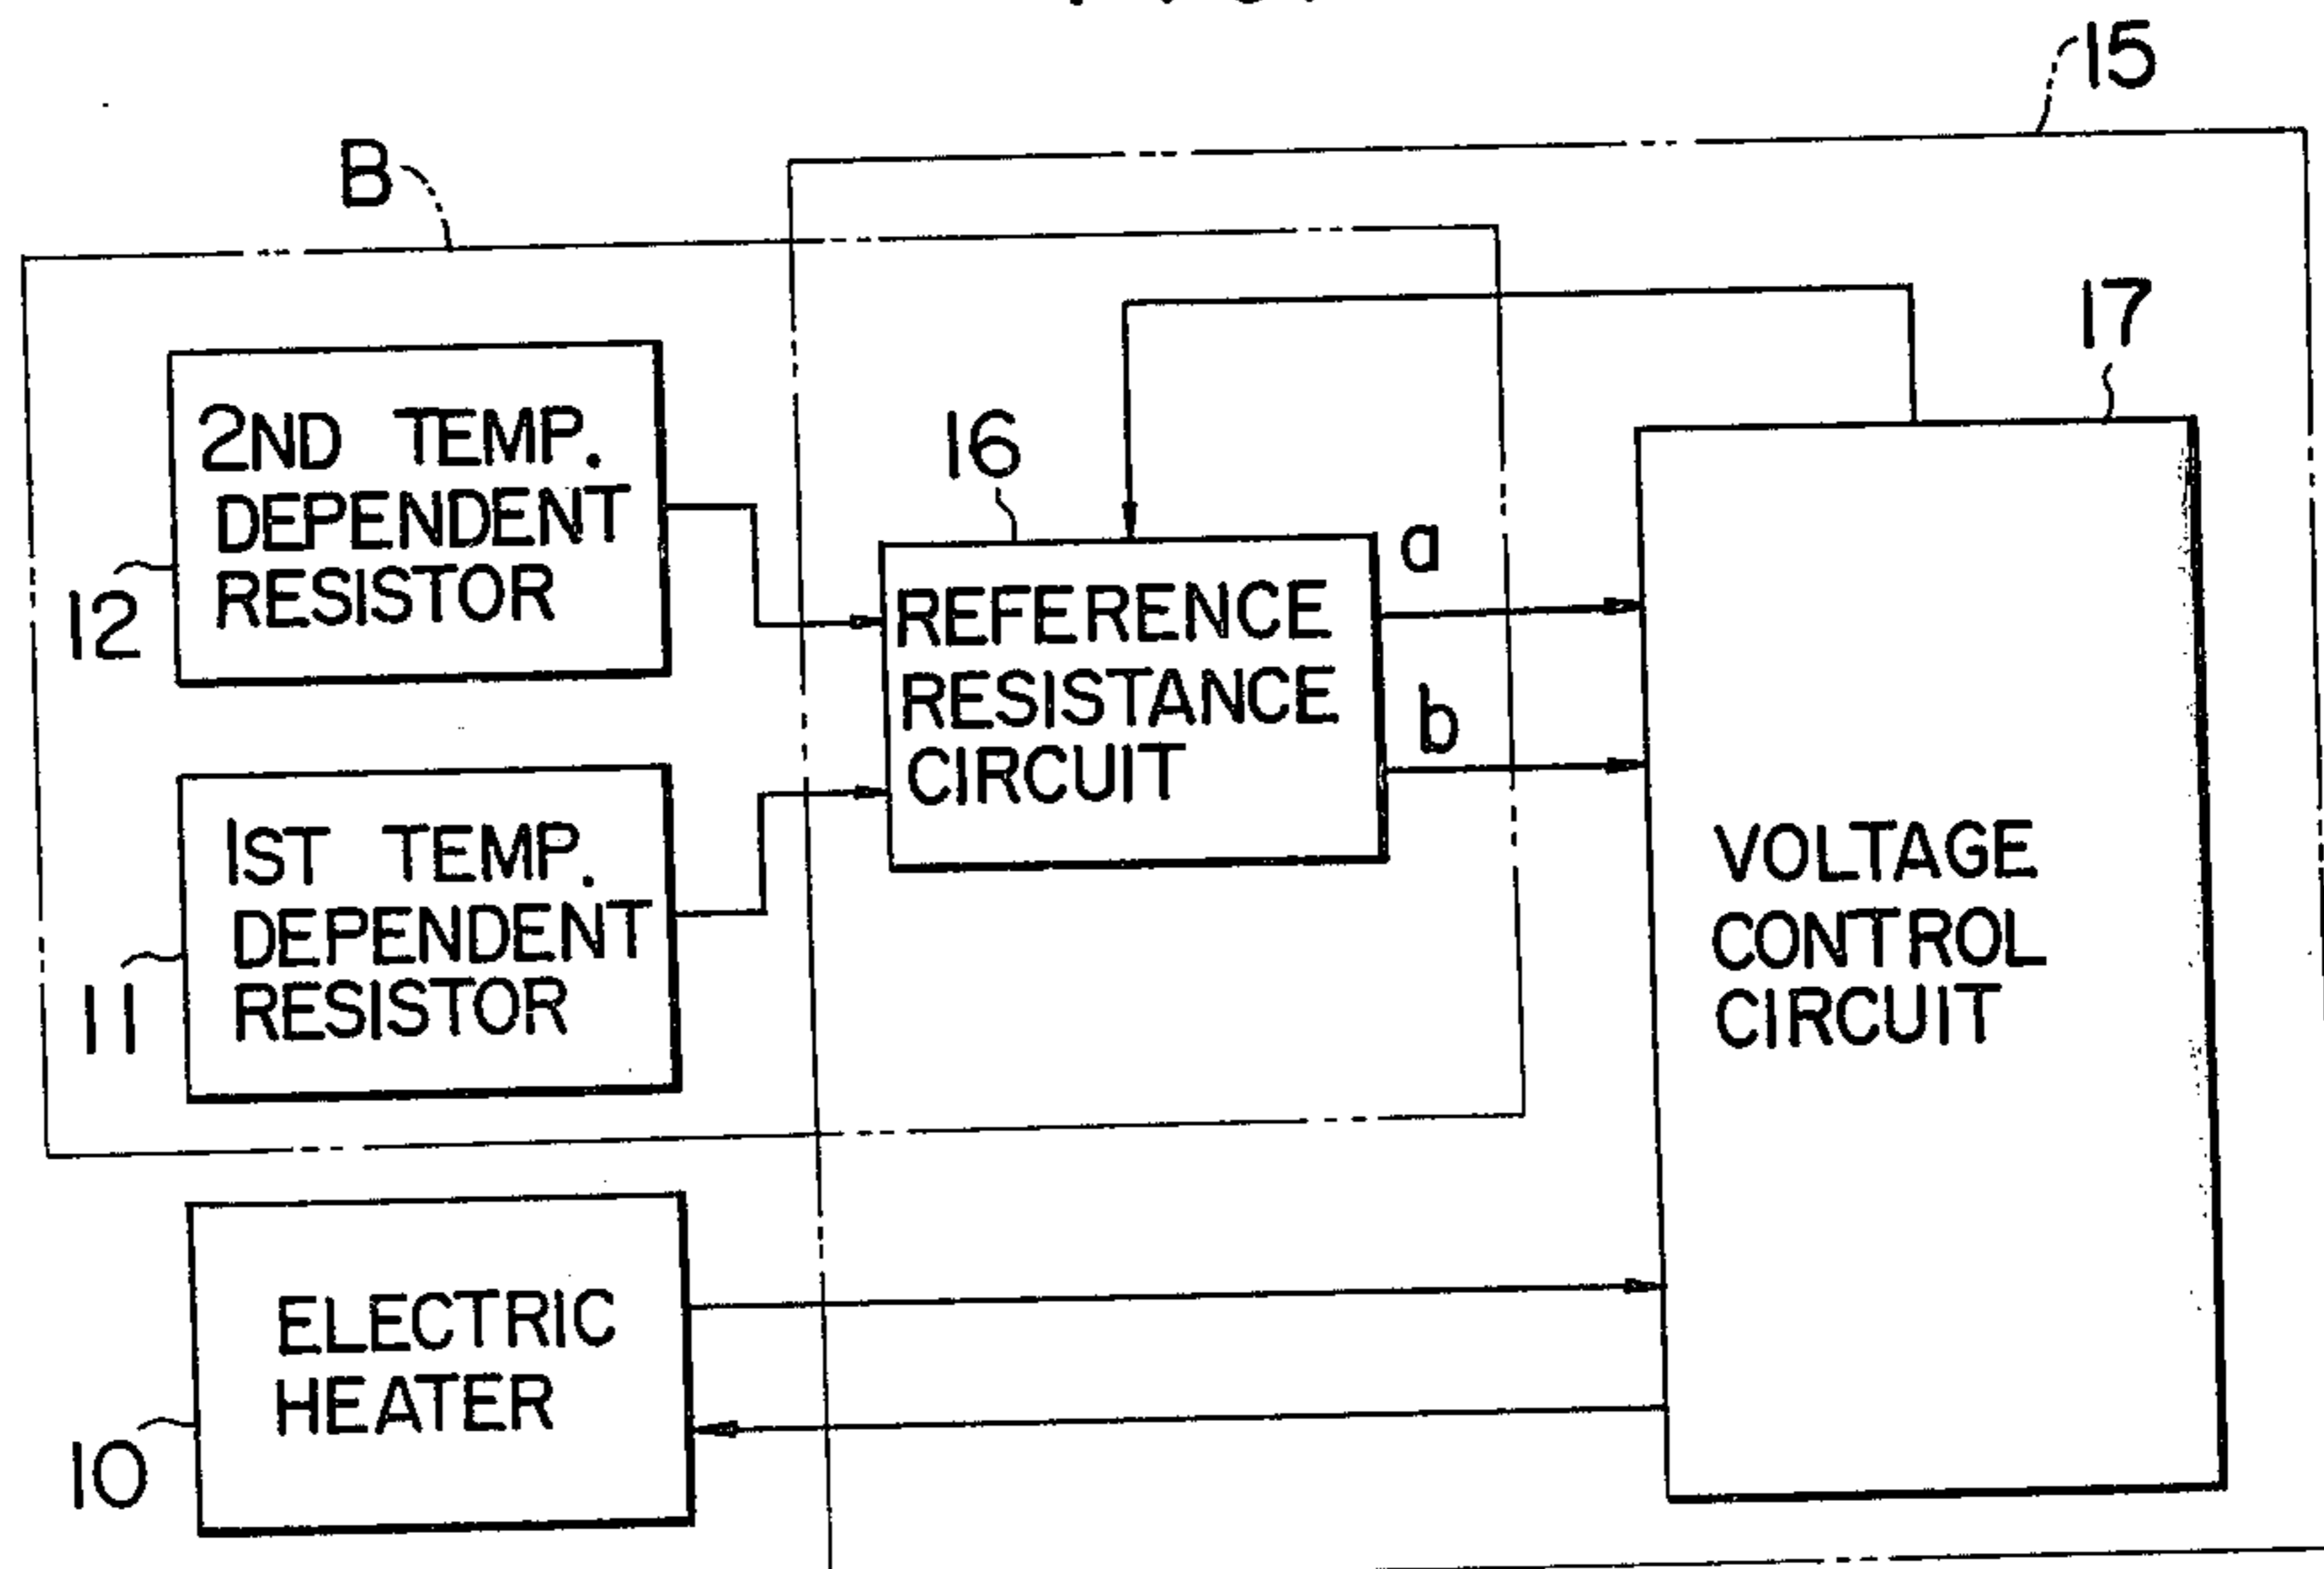 15
B
17
2ND TEMP.
DEPENDENT
RESISTOR
12
16
REFERENCE
RESISTANCE
CIRCUIT
a
b
1ST TEMP.
DEPENDENT
RESISTOR
11
VOLTAGE
CONTROL
CIRCUIT
ELECTRIC
HEATER
10